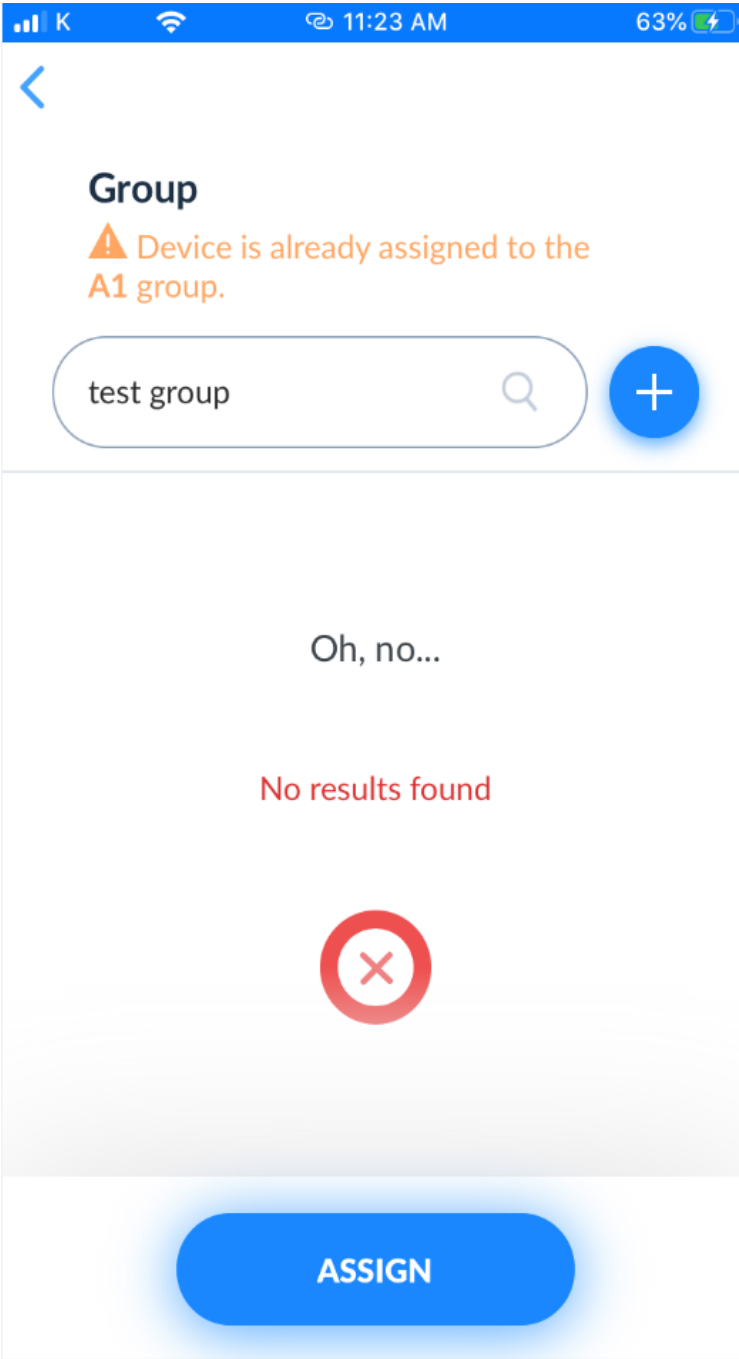 K
11:23 AM
63%
Group
Device is already assigned to the
A1 group.
test group
Oh, no...
No results found
ASSIGN